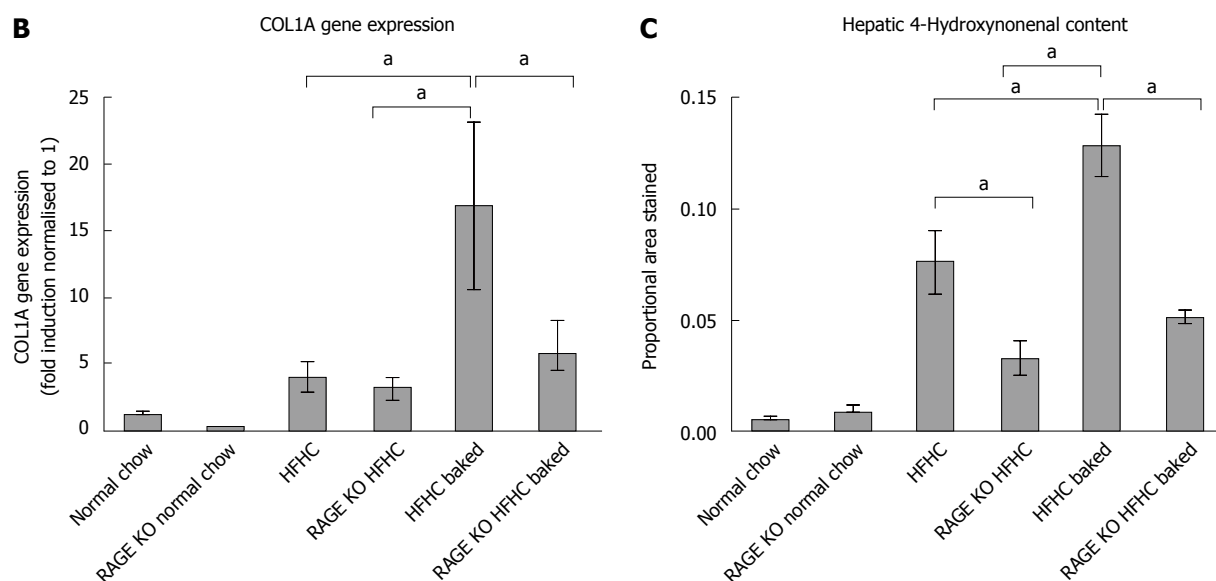 B
COL1A gene expression
a
a
a
COL1A gene expression
(fold induction normalised to 1)
25
20
15
10
5
0
Normal chow
RAGE KO normal chow
HFHC
RAGE KO HFHC
HFHC baked
RAGE KO HFHC baked
C
Hepatic 4-Hydroxynonenal content
a
a
a
a
Proportional area stained
0.15
0.10
0.05
0.00
Normal chow
RAGE KO normal chow
HFHC
RAGE KO HFHC
HFHC baked
RAGE KO HFHC baked